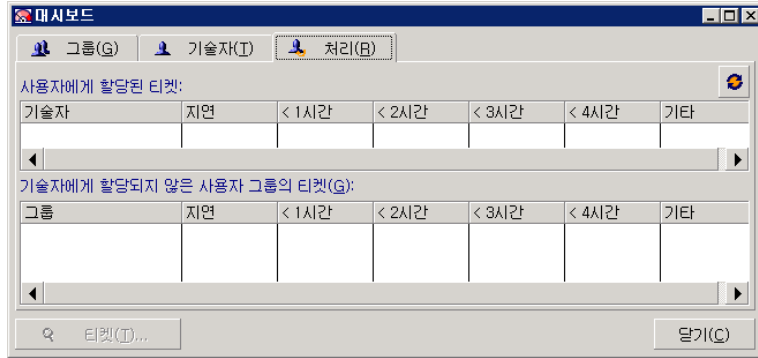 대시보드
그룹(G) 기술자(T) 처리(R)
사용자에게 할당된 티켓:
기술자 지연 < 1시간 < 2시간 < 3시간 < 4시간 기타
기술자에게 할당되지 않은 사용자 그룹의 티켓(G):
그룹 지연 < 1시간 < 2시간 < 3시간 < 4시간 기타
티켓(T)... 닫기(C)